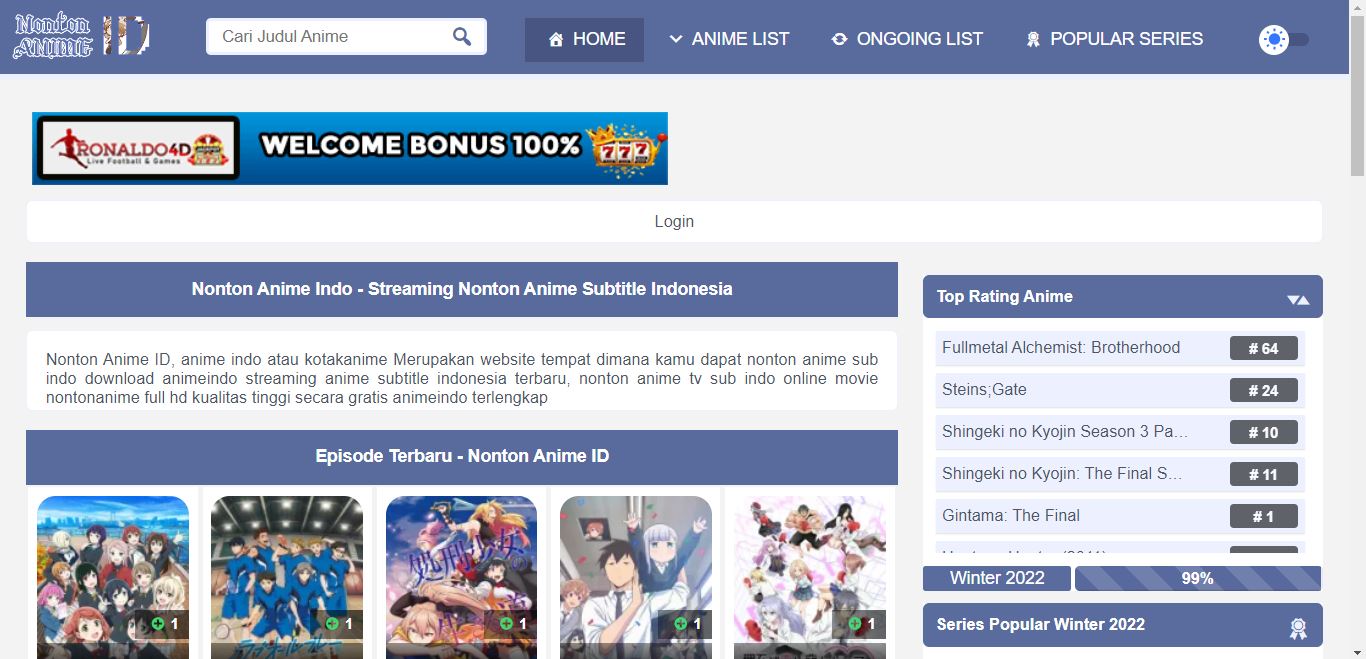 Nonton
ANIME ID
Cari Judul Anime
HOME
ANIME LIST
ONGOING LIST
POPULAR SERIES
RONALDO4D
Live Football & Games
WELCOME BONUS 100%
777
Login
Nonton Anime Indo - Streaming Nonton Anime Subtitle Indonesia
Nonton Anime ID, anime indo atau kotakanime Merupakan website tempat dimana kamu dapat nonton anime sub
indo download animeindo streaming anime subtitle indonesia terbaru, nonton anime tv sub indo online movie
nontonanime full hd kualitas tinggi secara gratis animeindo terlengkap
Episode Terbaru - Nonton Anime ID
処刑少女の
1
1
1
1
1
Top Rating Anime
Fullmetal Alchemist: Brotherhood # 64
Steins;Gate # 24
Shingeki no Kyojin Season 3 Pa... # 10
Shingeki no Kyojin: The Final S... # 11
Gintama: The Final # 1
Winter 2022 99%
Series Popular Winter 2022